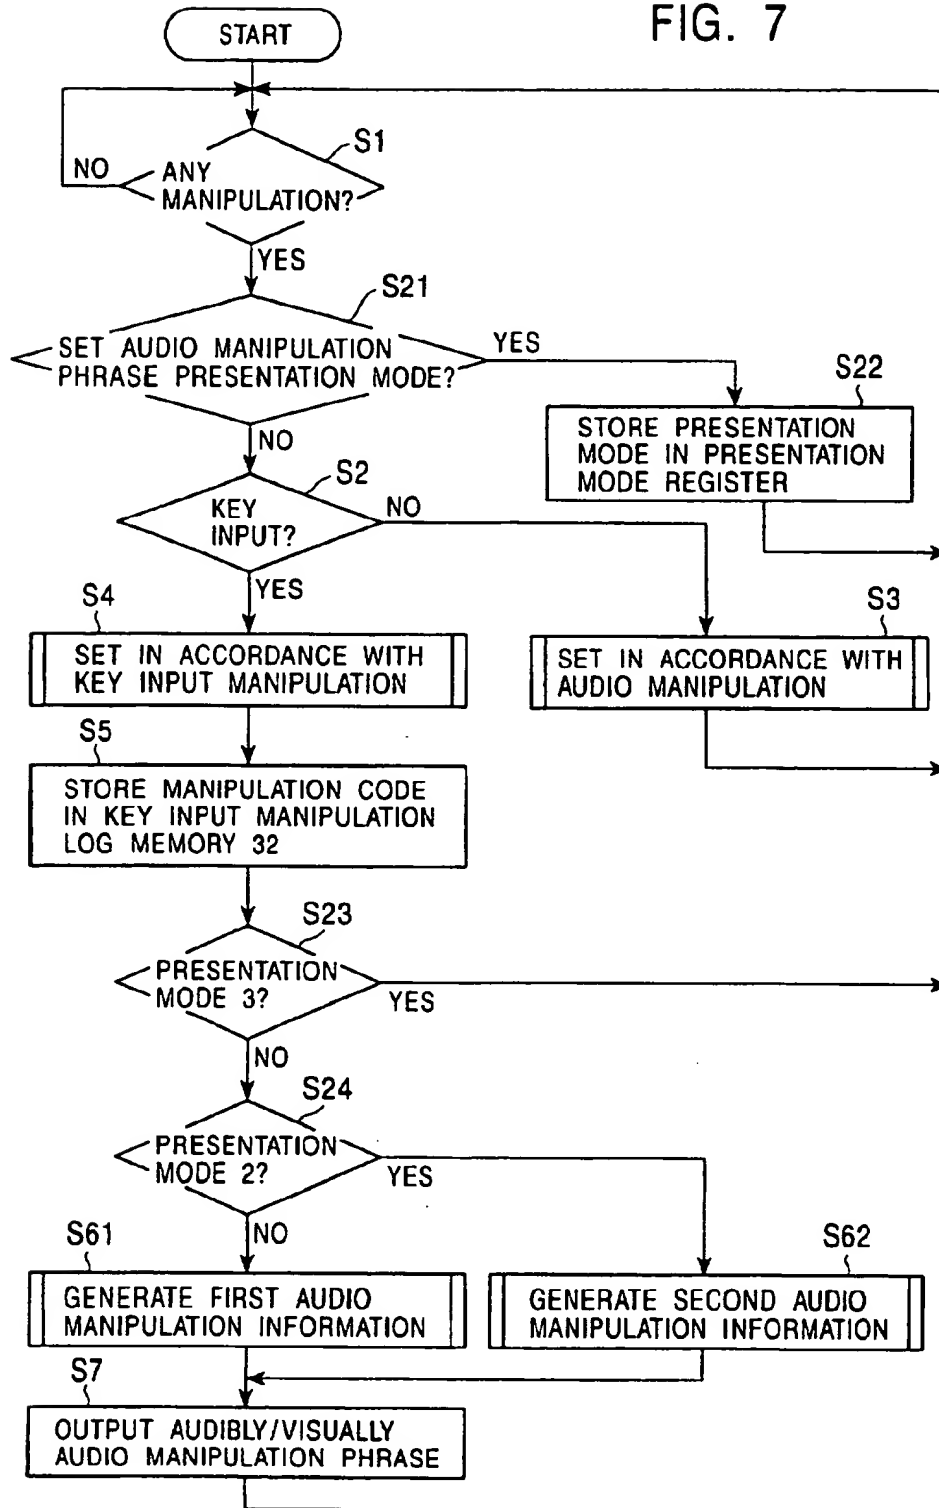 FIG. 7
START
S1
NO
ANY
MANIPULATION?
YES
S21
SET AUDIO MANIPULATION
PHRASE PRESENTATION MODE?
YES
S22
STORE PRESENTATION
MODE IN PRESENTATION
MODE REGISTER
NO
S2
KEY
INPUT?
NO
YES
S4
SET IN ACCORDANCE WITH
KEY INPUT MANIPULATION
S3
SET IN ACCORDANCE WITH
AUDIO MANIPULATION
S5
STORE MANIPULATION CODE
IN KEY INPUT MANIPULATION
LOG MEMORY 32
S23
PRESENTATION
MODE 3?
YES
NO
S24
PRESENTATION
MODE 2?
YES
NO
S61
GENERATE FIRST AUDIO
MANIPULATION INFORMATION
S62
GENERATE SECOND AUDIO
MANIPULATION INFORMATION
S7
OUTPUT AUDIBLY/VISUALLY
AUDIO MANIPULATION PHRASE